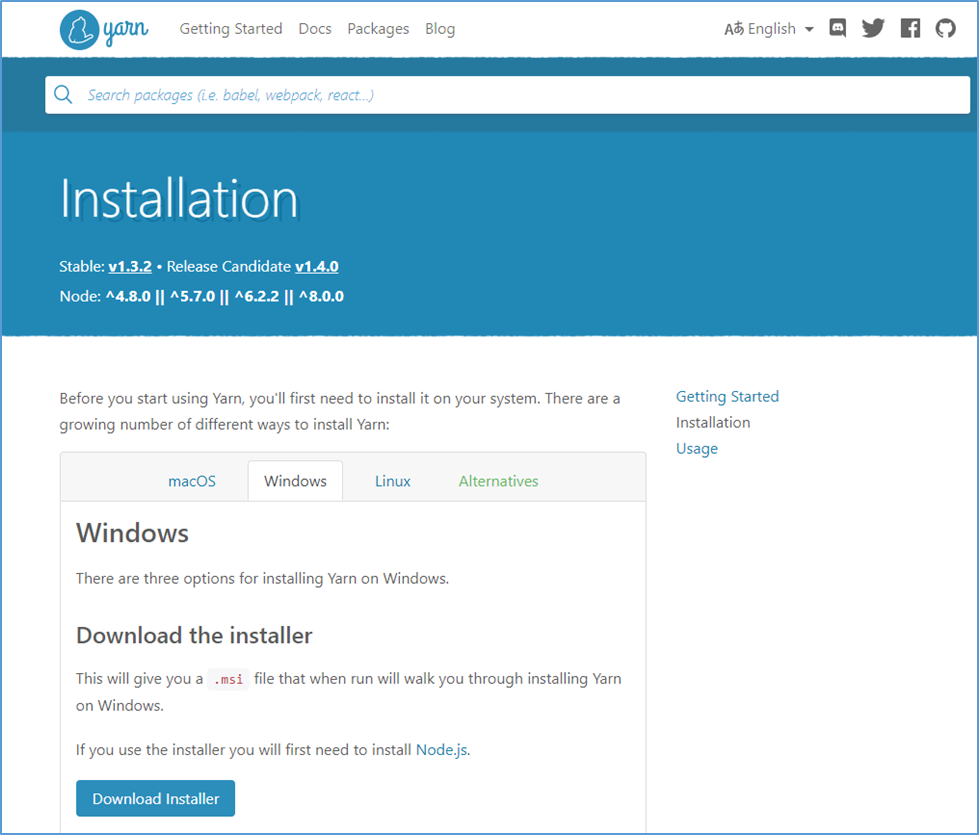 yarn Getting Started Docs Packages Blog Aあ English
Search packages (i.e. babel, webpack, react...)
Installation
Stable: v1.3.2 • Release Candidate v1.4.0
Node: ^4.8.0 || ^5.7.0 || ^6.2.2 || ^8.0.0
Before you start using Yarn, you'll first need to install it on your system. There are a
growing number of different ways to install Yarn:
Getting Started
Installation
Usage
macOS Windows Linux Alternatives
Windows
There are three options for installing Yarn on Windows.
Download the installer
This will give you a .msi file that when run will walk you through installing Yarn
on Windows.
If you use the installer you will first need to install Node.js.
Download Installer